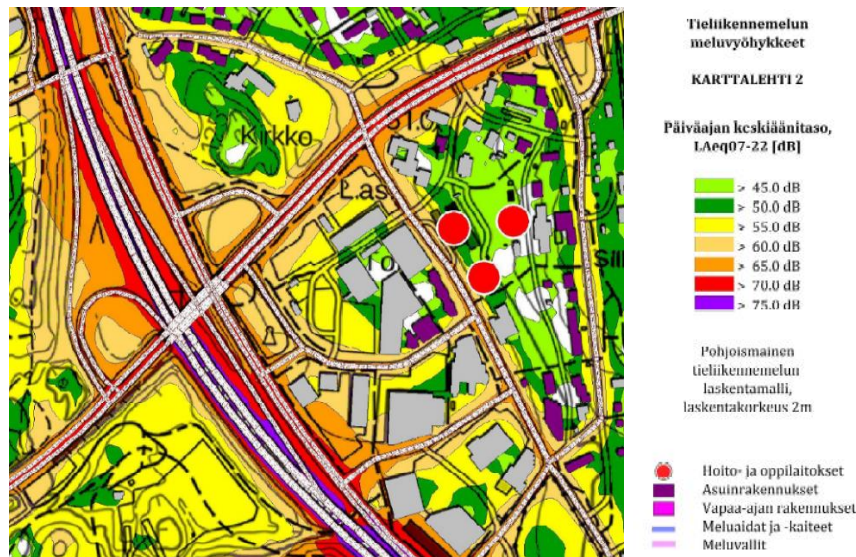 Kirkko
Tieliikennemelun
meluvyöhykkeet
KARTTALEHTI 2
Päiväajan keskiäänitaso,
LAeq07-22 [dB]
> 45.0 dB
> 50.0 dB
> 55.0 dB
> 60.0 dB
> 65.0 dB
> 70.0 dB
> 75.0 dB
Pohjoismainen
tieliikennemelun
laskentamalli,
laskentakorkeus 2m
Hoito- ja oppilaitokset
Asuinrakennukset
Vapaa-ajan rakennukset
Meluaidat ja -kaiteet
Meluvallit